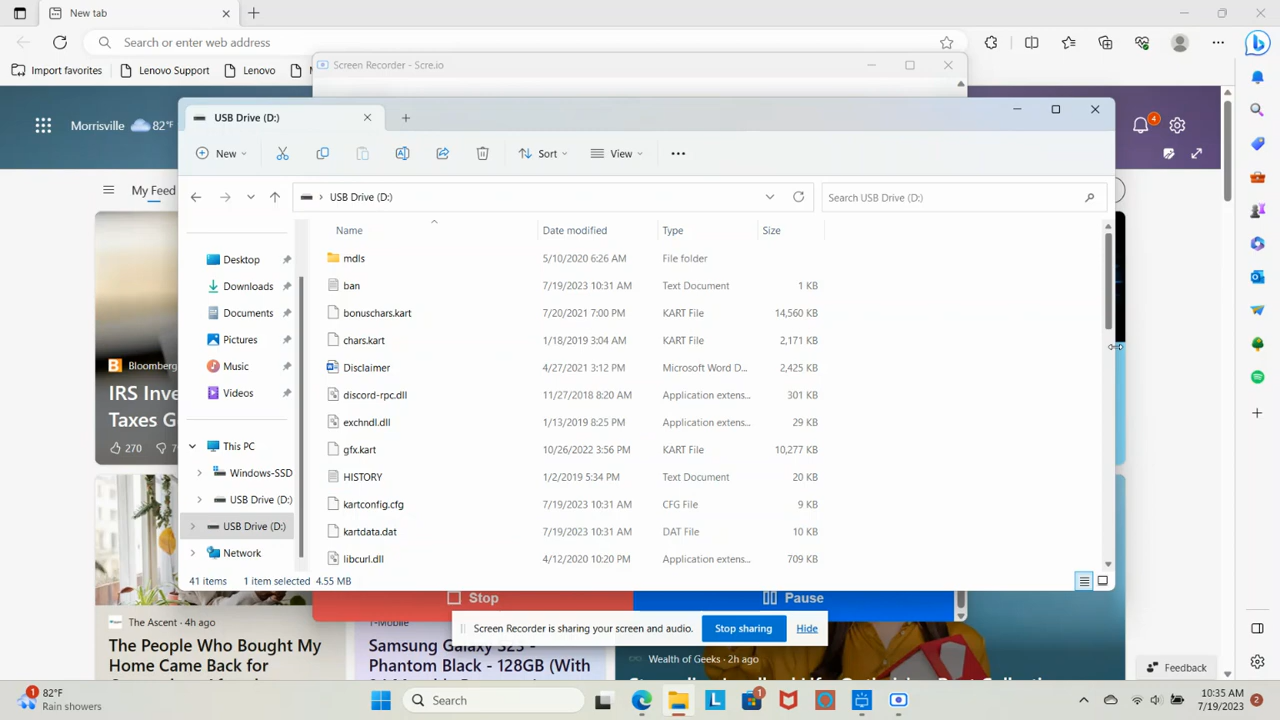 New tab
Search or enter web address
Import favorites
Lenovo Support
Lenovo
Screen Recorder - Scre.io
Morrisville
82°F
4
My Feed
USB Drive (D:)
New
Sort
View
USB Drive (D:)
Search USB Drive (D:)
Name Date modified Type Size
Desktop
Downloads
Documents
Pictures
Music
Videos
This PC
Windows-SSD
USB Drive (D:)
USB Drive (D:)
Network
mdls 5/10/2020 6:26 AM File folder
ban 7/19/2023 10:31 AM Text Document 1 KB
bonuschars.kart 7/20/2021 7:00 PM KART File 14,560 KB
chars.kart 1/18/2019 3:04 AM KART File 2,171 KB
Disclaimer 4/27/2021 3:12 PM Microsoft Word D... 2,425 KB
discord-rpc.dll 11/27/2018 8:20 AM Application extens... 301 KB
exchndl.dll 1/13/2019 8:25 PM Application extens... 29 KB
gfx.kart 10/26/2022 3:56 PM KART File 10,277 KB
HISTORY 1/2/2019 5:34 PM Text Document 20 KB
kartconfig.cfg 7/19/2023 10:31 AM CFG File 9 KB
kartdata.dat 7/19/2023 10:31 AM DAT File 10 KB
libcurl.dll 4/12/2020 10:20 PM Application extens... 709 KB
41 items 1 item selected 4.55 MB
Bloomberg
IRS Inve
Taxes G
270
Stop
Pause
Screen Recorder is sharing your screen and audio.
Stop sharing
Hide
The Ascent · 4h ago
The People Who Bought My
Home Came Back for
T-Mobile
Samsung Galaxy S23 -
Phantom Black - 128GB (With
Wealth of Geeks · 2h ago
Feedback
1
82°F
Rain showers
Search
1
10:35 AM
7/19/2023
2